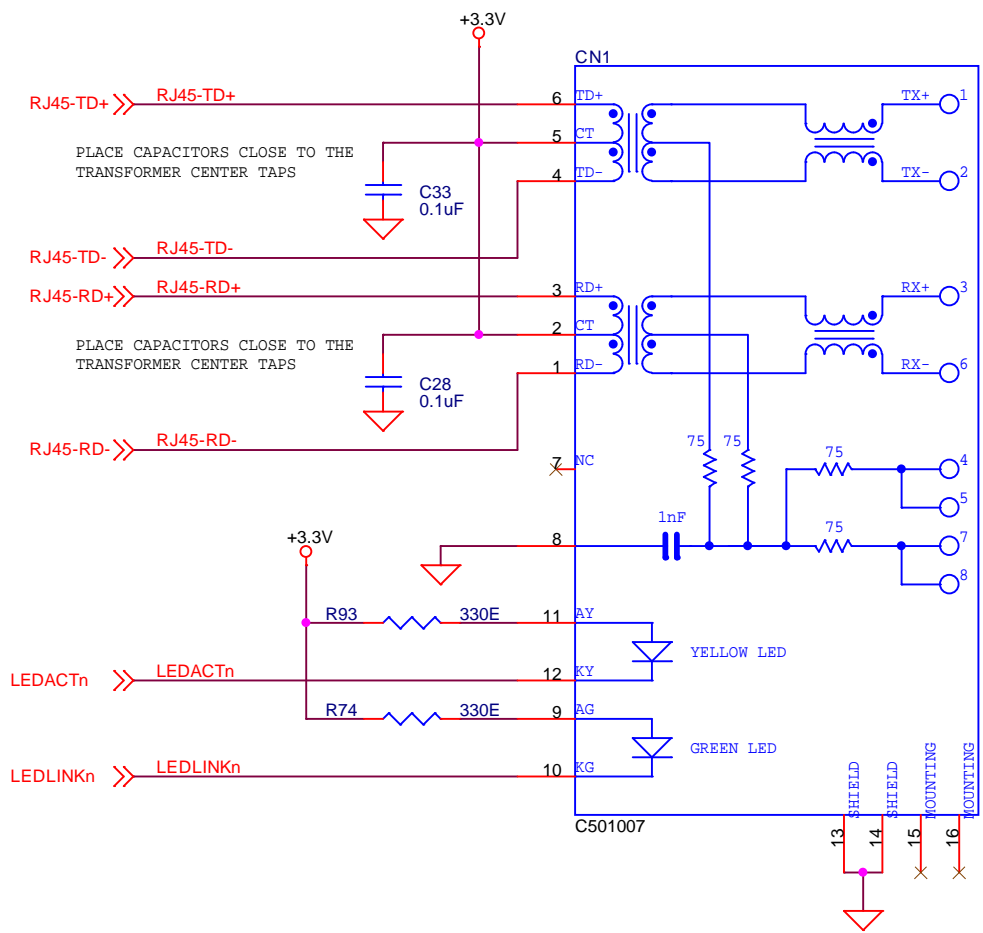 +3.3V
CN1
RJ45-TD+
RJ45-TD+
6
TD+
TX+
1
5
CT
PLACE CAPACITORS CLOSE TO THE
TRANSFORMER CENTER TAPS
4
TD-
TX-
2
C33
0.1uF
RJ45-TD-
RJ45-TD-
RJ45-RD+
RJ45-RD+
3
RD+
RX+
3
2
CT
PLACE CAPACITORS CLOSE TO THE
TRANSFORMER CENTER TAPS
1
RD-
RX-
6
C28
0.1uF
RJ45-RD-
RJ45-RD-
75
75
75
7
NC
4
5
1nF
75
+3.3V
8
7
8
R93
330E
11
AY
YELLOW LED
LEDACTn
LEDACTn
12
KY
R74
330E
9
AG
GREEN LED
LEDLINKn
LEDLINKn
10
KG
SHIELD
SHIELD
MOUNTING
MOUNTING
C501007
13
14
15
16